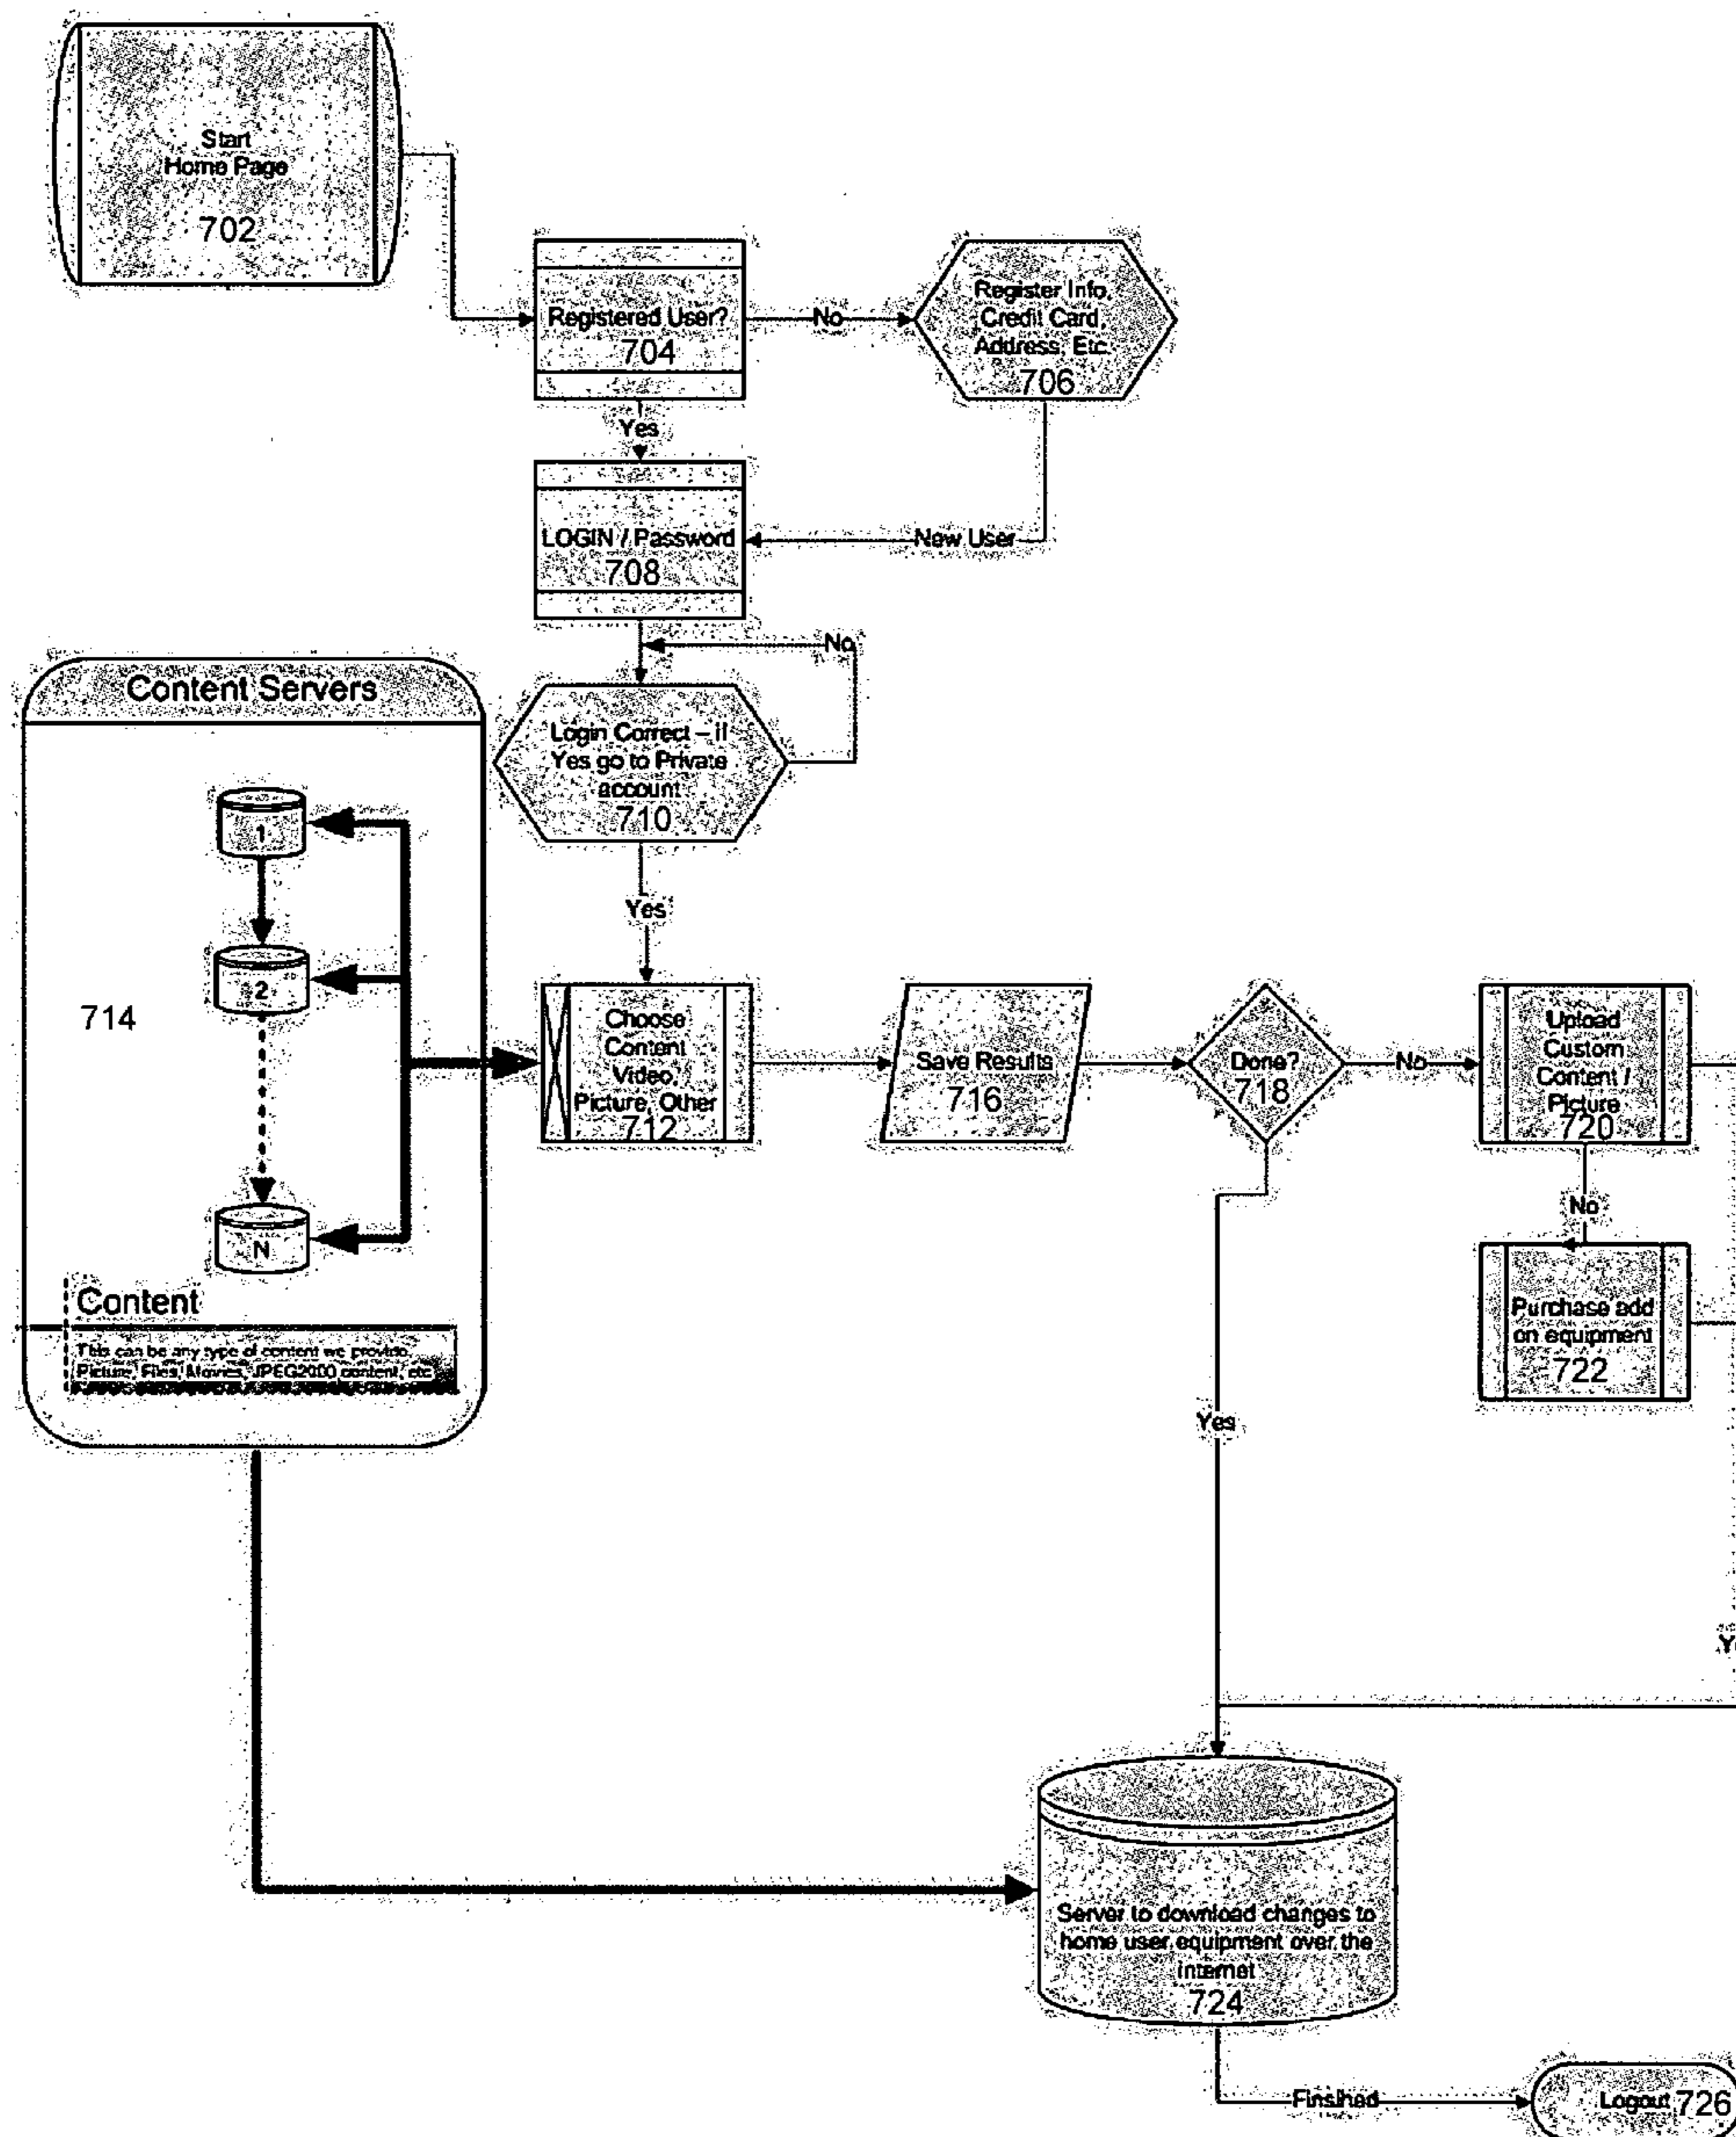 Start
Home Page
702
Registered User?
704
No
Register Info,
Credit Card,
Address, Etc
706
Yes
LOGIN / Password
708
New User
No
Login Correct – if
Yes go to Private
account
710
Yes
Content Servers
1
2
714
N
Content
This can be any type of content we provide.
Picture, Files, Movies, JPEG2000 content, etc
Choose
Content
Video,
Picture, Other
712
Save Results
716
Done?
718
No
Upload
Custom
Content /
Picture
720
No
Purchase add
on equipment
722
Yes
Server to download changes to
home user equipment over the
internet
724
Finsihed
Logout 726